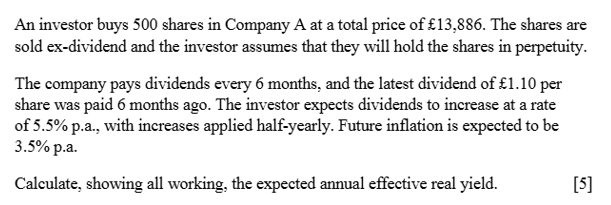 An investor buys 500 shares in Company A at a total price of £13,886. The shares are
sold ex-dividend and the investor assumes that they will hold the shares in perpetuity.
The company pays dividends every 6 months, and the latest dividend of £1.10 per
share was paid 6 months ago. The investor expects dividends to increase at a rate
of 5.5% p.a., with increases applied half-yearly. Future inflation is expected to be
3.5% p.a.
Calculate, showing all working, the expected annual effective real yield. [5]